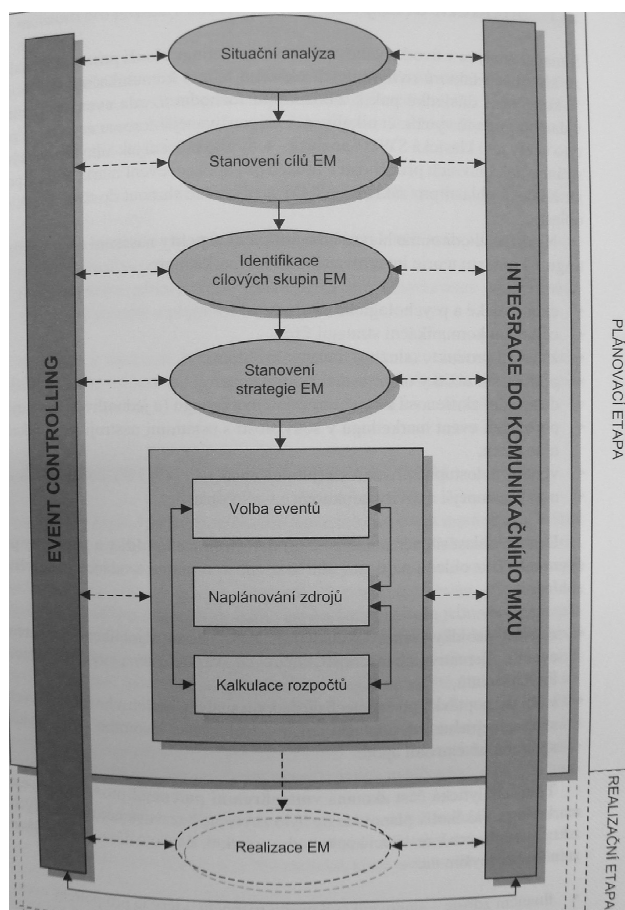 Situační analýza
Stanovení cílů EM
Identifikace
cílových skupin EM
Stanovení
strategie EM
Volba eventů
Naplánování zdrojů
Kalkulace rozpočtů
Realizace EM
EVENT CONTROLLING
INTEGRACE DO KOMUNIKAČNÍHO MIXU
PLÁNOVACÍ ETAPA
REALIZAČNÍ ETAPA